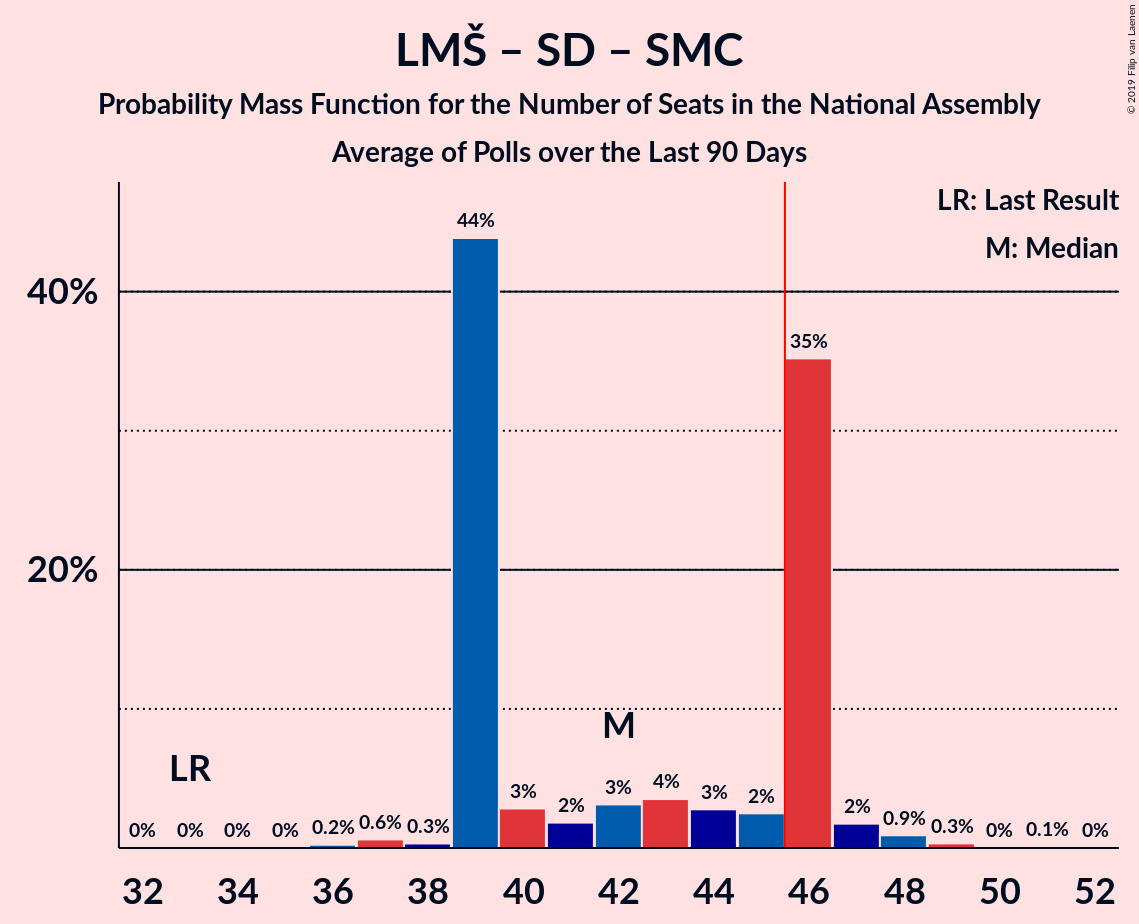 LMŠ – SD – SMC
Probability Mass Function for the Number of Seats in the National Assembly
Average of Polls over the Last 90 Days
© 2019 Filip van Laenen
LR: Last Result
M: Median
40%
20%
44%
35%
M
LR
0% 0% 0% 0% 0.2% 0.6% 0.3% 3% 2% 3% 4% 3% 2% 2% 0.9% 0.3% 0% 0.1% 0%
32 34 36 38 40 42 44 46 48 50 52